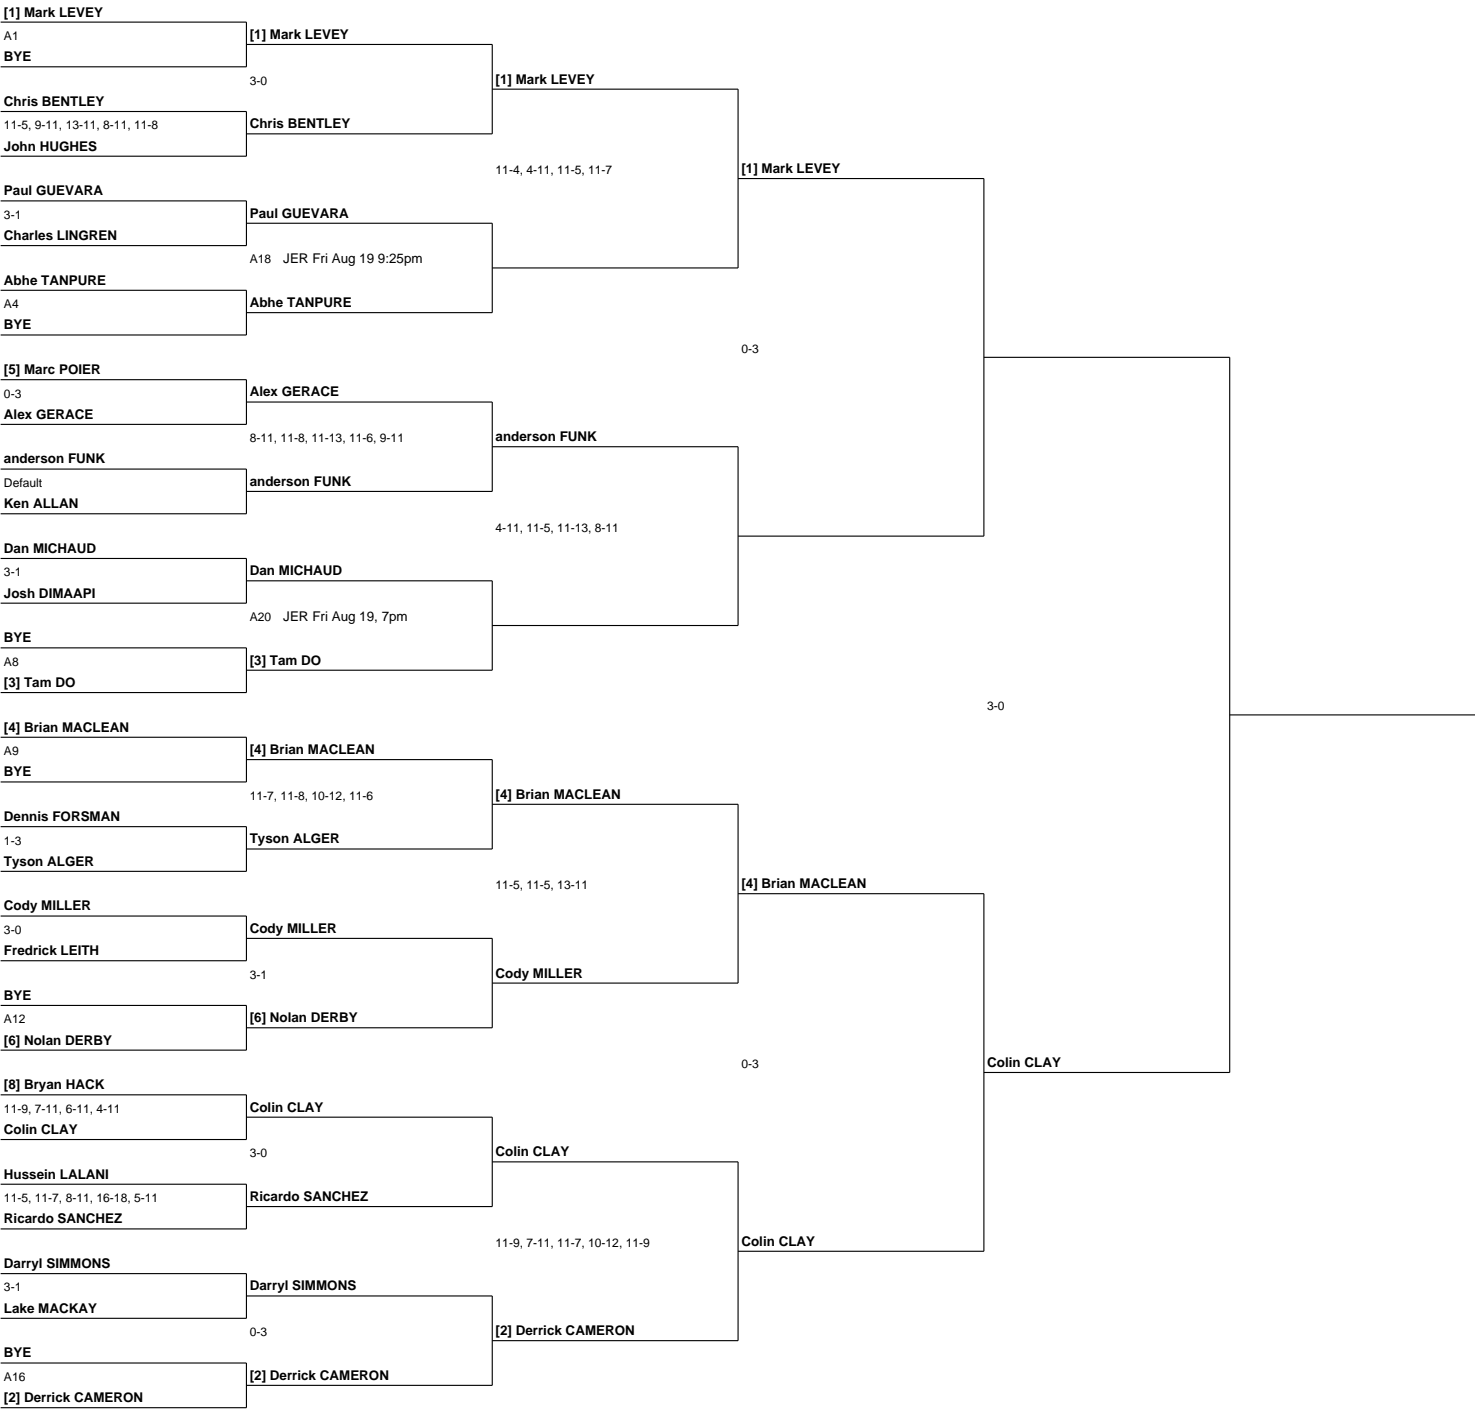 [1] Mark LEVEY
A1
BYE
[1] Mark LEVEY
3-0
Chris BENTLEY
11-5, 9-11, 13-11, 8-11, 11-8
John HUGHES
Chris BENTLEY
[1] Mark LEVEY
11-4, 4-11, 11-5, 11-7
Paul GUEVARA
3-1
Charles LINGREN
Paul GUEVARA
A18 JER Fri Aug 19 9:25pm
Abhe TANPURE
A4
BYE
Abhe TANPURE
[1] Mark LEVEY
0-3
[5] Marc POIER
0-3
Alex GERACE
Alex GERACE
8-11, 11-8, 11-13, 11-6, 9-11
anderson FUNK
Default
Ken ALLAN
anderson FUNK
anderson FUNK
4-11, 11-5, 11-13, 8-11
Dan MICHAUD
3-1
Josh DIMAAPI
Dan MICHAUD
A20 JER Fri Aug 19, 7pm
BYE
A8
[3] Tam DO
[3] Tam DO
3-0
[4] Brian MACLEAN
A9
BYE
[4] Brian MACLEAN
11-7, 11-8, 10-12, 11-6
Dennis FORSMAN
1-3
Tyson ALGER
Tyson ALGER
[4] Brian MACLEAN
11-5, 11-5, 13-11
Cody MILLER
3-0
Fredrick LEITH
Cody MILLER
3-1
BYE
A12
[6] Nolan DERBY
[6] Nolan DERBY
Cody MILLER
[4] Brian MACLEAN
0-3
Colin CLAY
[8] Bryan HACK
11-9, 7-11, 6-11, 4-11
Colin CLAY
Colin CLAY
3-0
Hussein LALANI
11-5, 11-7, 8-11, 16-18, 5-11
Ricardo SANCHEZ
Ricardo SANCHEZ
Colin CLAY
11-9, 7-11, 11-7, 10-12, 11-9
Colin CLAY
Darryl SIMMONS
3-1
Lake MACKAY
Darryl SIMMONS
0-3
BYE
A16
[2] Derrick CAMERON
[2] Derrick CAMERON
[2] Derrick CAMERON